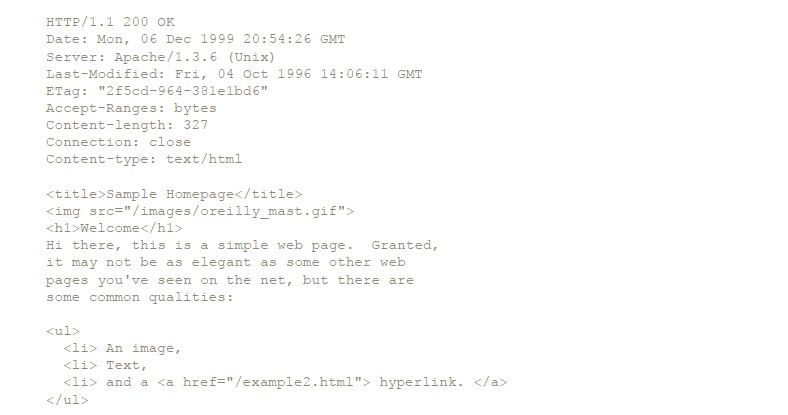 HTTP/1.1 200 OK
Date: Mon, 06 Dec 1999 20:54:26 GMT
Server: Apache/1.3.6 (Unix)
Last-Modified: Fri, 04 Oct 1996 14:06:11 GMT
ETag: "2f5cd-964-381e1bd6"
Accept-Ranges: bytes
Content-length: 327
Connection: close
Content-type: text/html

<title>Sample Homepage</title>
<img src="/images/oreilly_mast.gif">
<h1>Welcome</h1>
Hi there, this is a simple web page.  Granted,
it may not be as elegant as some other web
pages you've seen on the net, but there are
some common qualities:

<ul>
  <li> An image,
  <li> Text,
  <li> and a <a href="/example2.html"> hyperlink. </a>
</ul>